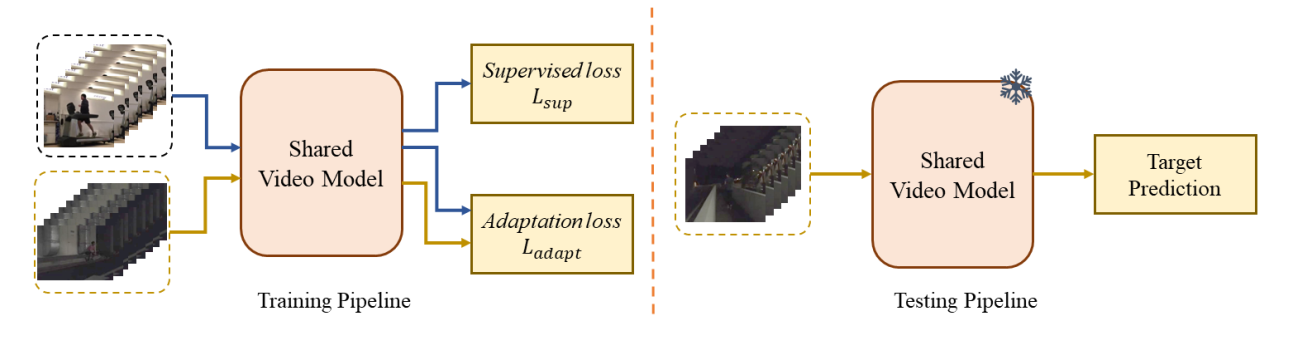 Supervised loss
L_sup
Shared
Video Model
Adaptation loss
L_adapt
Training Pipeline
Shared
Video Model
Target
Prediction
Testing Pipeline